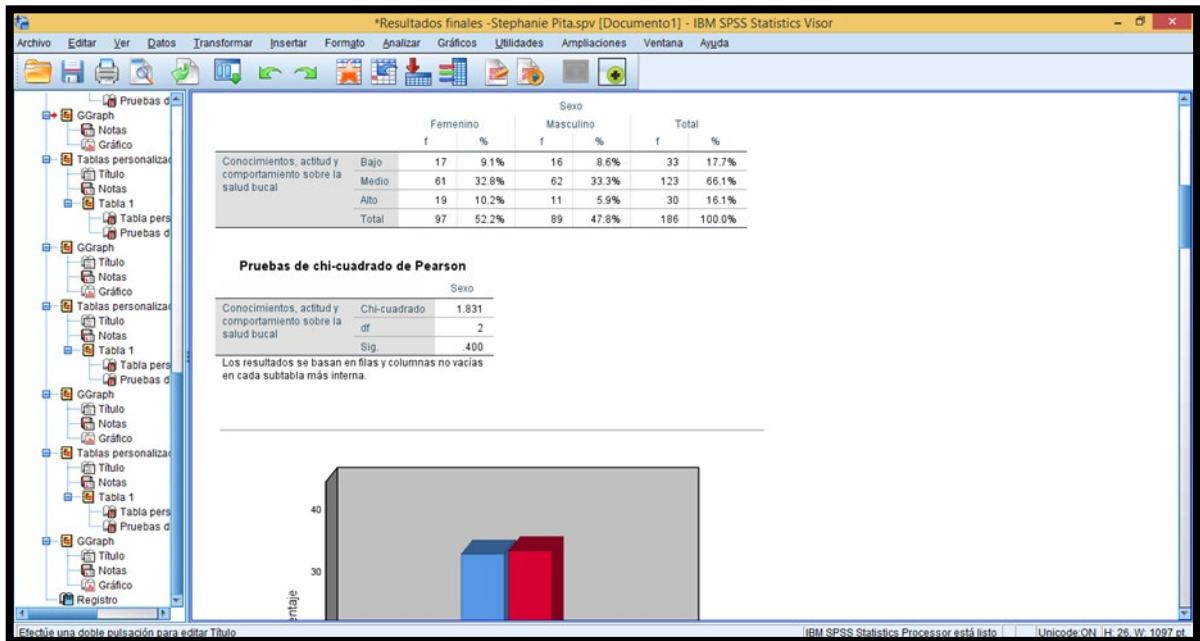 *Resultados finales -Stephanie Pita.spv [Documento1] - IBM SPSS Statistics Visor
Archivo Editar Ver Datos Transformar Insertar Formato Analizar Gráficos Utilidades Ampliaciones Ventana Ayuda
Pruebas d
GGraph
Notas
Gráfico
Tablas personalizad
Título
Notas
Tabla 1
Tabla pers
Pruebas d
GGraph
Título
Notas
Gráfico
Tablas personalizad
Título
Notas
Tabla 1
Tabla pers
Pruebas d
GGraph
Título
Notas
Gráfico
Tablas personalizad
Título
Notas
Tabla 1
Tabla pers
Pruebas d
GGraph
Título
Notas
Gráfico
Registro
Sexo
Femenino Masculino Total
f % f % f %
Conocimientos, actitud y Bajo 17 9.1% 16 8.6% 33 17.7%
comportamiento sobre la
salud bucal Medio 61 32.8% 62 33.3% 123 66.1%
Alto 19 10.2% 11 5.9% 30 16.1%
Total 97 52.2% 89 47.8% 186 100.0%
Pruebas de chi-cuadrado de Pearson
Sexo
Conocimientos, actitud y Chi-cuadrado 1.831
comportamiento sobre la df 2
salud bucal Sig. .400
Los resultados se basan en filas y columnas no vacías
en cada subtabla más interna.
40
30
entaje
Efectúe una doble pulsación para editar Título IBM SPSS Statistics Processor está listo Unicode:ON H: 26, W: 1097 pt.